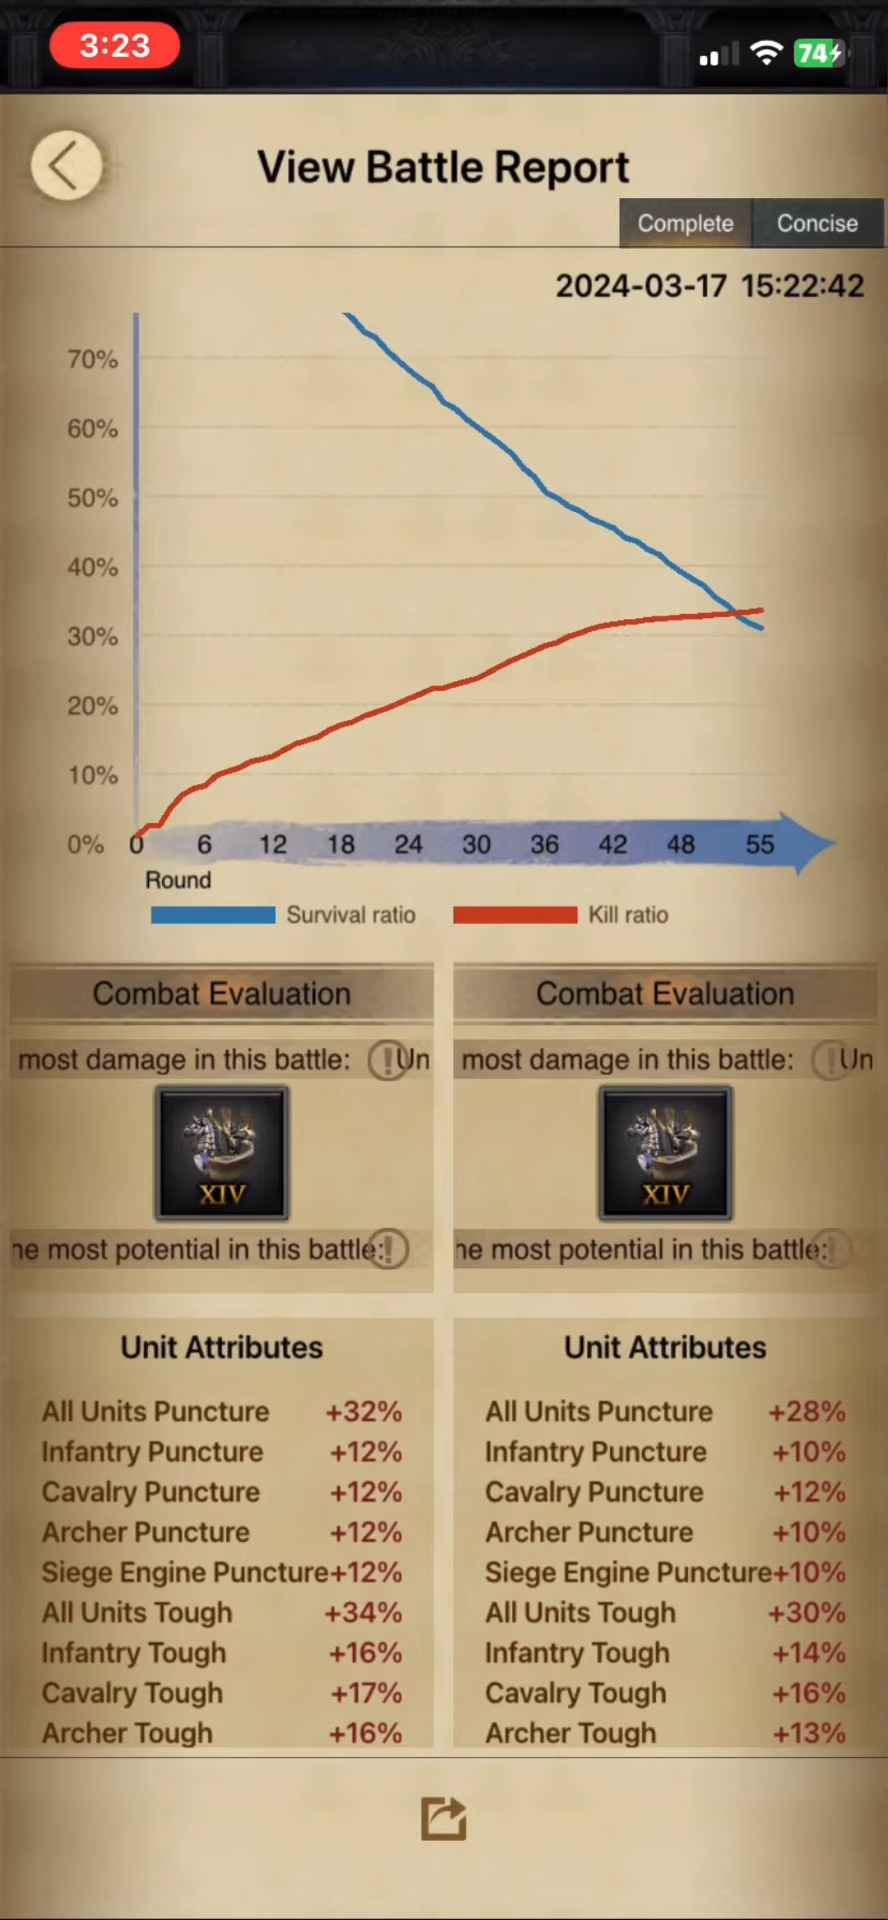 3:23
74
View Battle Report
Complete Concise
2024-03-17 15:22:42
70%
60%
50%
40%
30%
20%
10%
0% 0 6 12 18 24 30 36 42 48 55
Round
Survival ratio Kill ratio
Combat Evaluation
most damage in this battle: Un
XIV
he most potential in this battle:
Combat Evaluation
most damage in this battle: Un
XIV
he most potential in this battle:
Unit Attributes
All Units Puncture +32%
Infantry Puncture +12%
Cavalry Puncture +12%
Archer Puncture +12%
Siege Engine Puncture+12%
All Units Tough +34%
Infantry Tough +16%
Cavalry Tough +17%
Archer Tough +16%
Unit Attributes
All Units Puncture +28%
Infantry Puncture +10%
Cavalry Puncture +12%
Archer Puncture +10%
Siege Engine Puncture+10%
All Units Tough +30%
Infantry Tough +14%
Cavalry Tough +16%
Archer Tough +13%